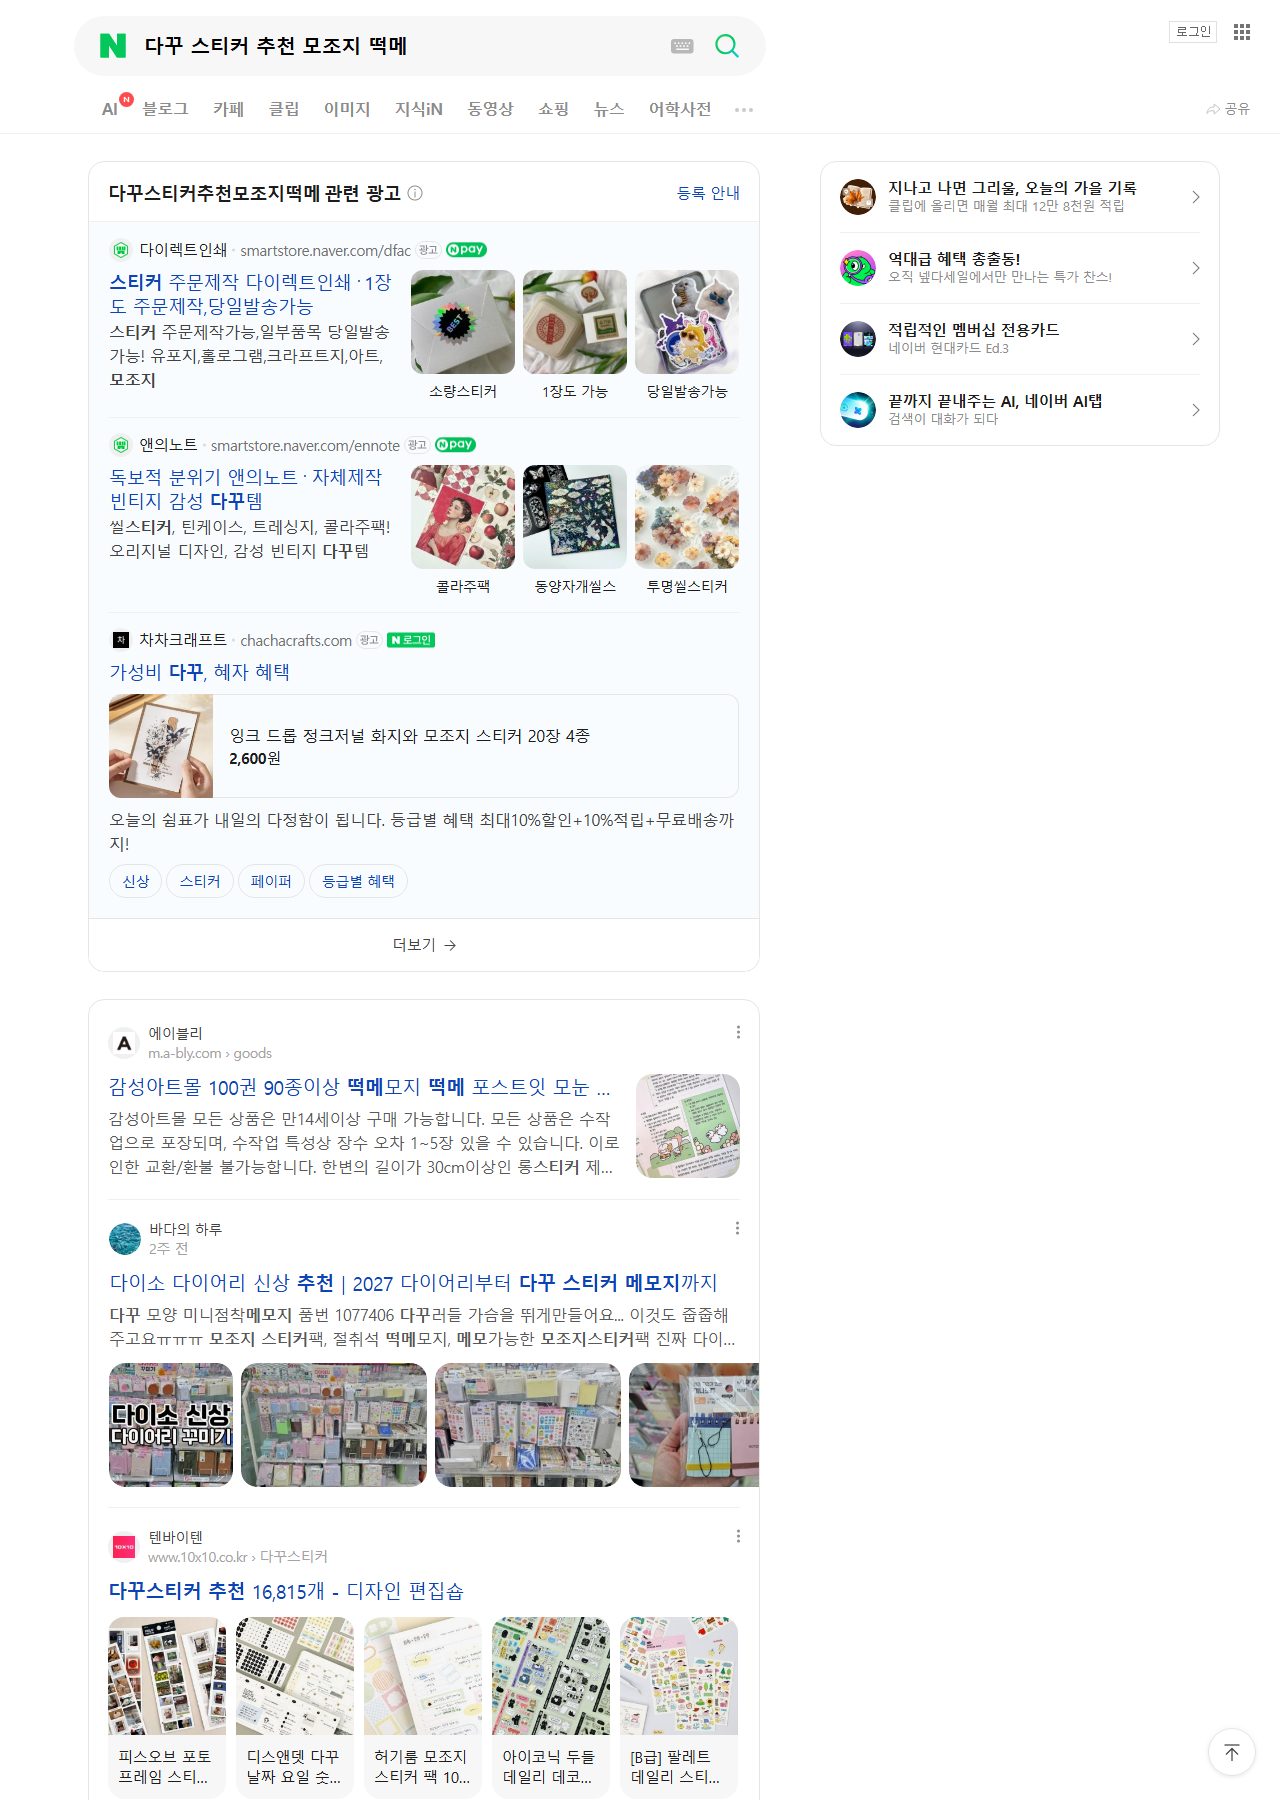 다꾸 스티커 추천 모조지 떡메
로그인
AI
N
블로그
카페
클립
이미지
지식iN
동영상
쇼핑
뉴스
어학사전
공유
다꾸스티커추천모조지떡메 관련 광고
등록 안내
다이렉트인쇄 · smartstore.naver.com/dfac 광고 N pay
스티커 주문제작 다이렉트인쇄 · 1장
도 주문제작,당일발송가능
스티커 주문제작가능,일부품목 당일발송
가능! 유포지,홀로그램,크라프트지,아트,
모조지
BEST
소량스티커
1장도 가능
당일발송가능
앤의노트 · smartstore.naver.com/ennote 광고 N pay
독보적 분위기 앤의노트 · 자체제작
빈티지 감성 다꾸템
씰스티커, 틴케이스, 트레싱지, 콜라주팩!
오리지널 디자인, 감성 빈티지 다꾸템
콜라주팩
동양자개씰스
투명씰스티커
차
차차크래프트 · chachacrafts.com 광고 N 로그인
가성비 다꾸, 혜자 혜택
잉크 드롭 정크저널 화지와 모조지 스티커 20장 4종
2,600원
오늘의 쉼표가 내일의 다정함이 됩니다. 등급별 혜택 최대10%할인+10%적립+무료배송까
지!
신상
스티커
페이퍼
등급별 혜택
더보기 →
지나고 나면 그리울, 오늘의 가을 기록
클립에 올리면 매월 최대 12만 8천원 적립
역대급 혜택 총출동!
오직 넾다세일에서만 만나는 특가 찬스!
적립적인 멤버십 전용카드
네이버 현대카드 Ed.3
끝까지 끝내주는 AI, 네이버 AI탭
검색이 대화가 되다
A
에이블리
m.a-bly.com › goods
감성아트몰 100권 90종이상 떡메모지 떡메 포스트잇 모눈 ...
감성아트몰 모든 상품은 만14세이상 구매 가능합니다. 모든 상품은 수작
업으로 포장되며, 수작업 특성상 장수 오차 1~5장 있을 수 있습니다. 이로
인한 교환/환불 불가능합니다. 한변의 길이가 30cm이상인 롱스티커 제...
바다의 하루
2주 전
다이소 다이어리 신상 추천 | 2027 다이어리부터 다꾸 스티커 메모지까지
다꾸 모양 미니점착메모지 품번 1077406 다꾸러들 가슴을 뛰게만들어요... 이것도 줍줍해
주고요ㅠㅠㅠ 모조지 스티커팩, 절취석 떡메모지, 메모가능한 모조지스티커팩 진짜 다이...
다이소 신상
다이어리 꾸미기
10X10
텐바이텐
www.10x10.co.kr › 다꾸스티커
다꾸스티커 추천 16,815개 - 디자인 편집숍
피스오브 포토
프레임 스티...
디스앤뎃 다꾸
날짜 요일 숫...
허기룸 모조지
스티커 팩 10...
아이코닉 두들
데일리 데코...
[B급] 팔레트
데일리 스티...